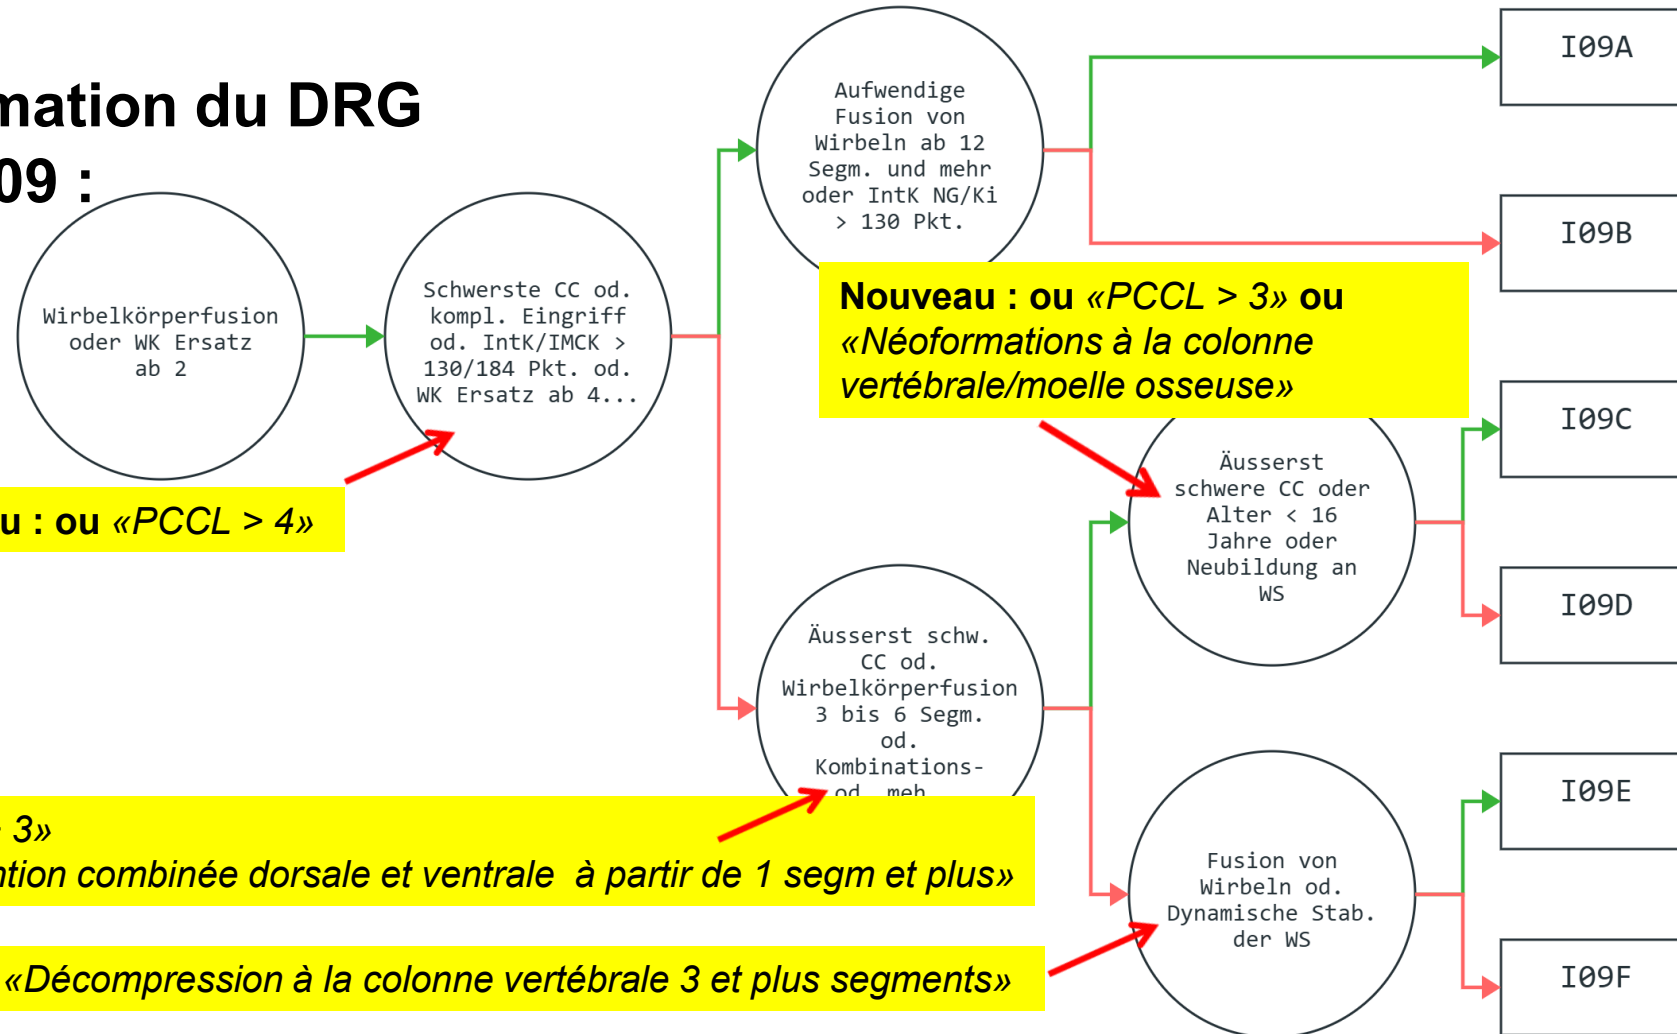 mation du DRG
09 :
Wirbelkörperfusion
oder WK Ersatz
ab 2
Schwerste CC od.
kompl. Eingriff
od. IntK/IMCK >
130/184 Pkt. od.
WK Ersatz ab 4...
u : ou «PCCL > 4»
Aufwendige
Fusion von
Wirbeln ab 12
Segm. und mehr
oder IntK NG/Ki
> 130 Pkt.
Nouveau : ou «PCCL > 3» ou
«Néoformations à la colonne
vertébrale/moelle osseuse»
Äusserst
schwere CC oder
Alter < 16
Jahre oder
Neubildung an
WS
Äusserst schw.
CC od.
Wirbelkörperfusion
3 bis 6 Segm.
od.
Kombinations-
od. meh
> 3»
ntion combinée dorsale et ventrale à partir de 1 segm et plus»
«Décompression à la colonne vertébrale 3 et plus segments»
Fusion von
Wirbeln od.
Dynamische Stab.
der WS
I09A
I09B
I09C
I09D
I09E
I09F